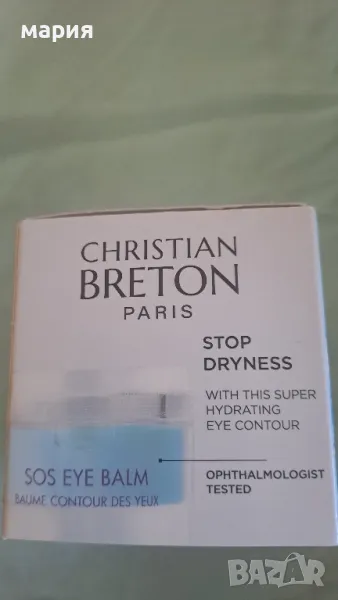 мария
CHRISTIAN
BRETON
PARIS
STOP
DRYNESS
WITH THIS SUPER
HYDRATING
EYE CONTOUR
SOS EYE BALM
BAUME CONTOUR DES YEUX
OPHTHALMOLOGIST
TESTED
BAZAR